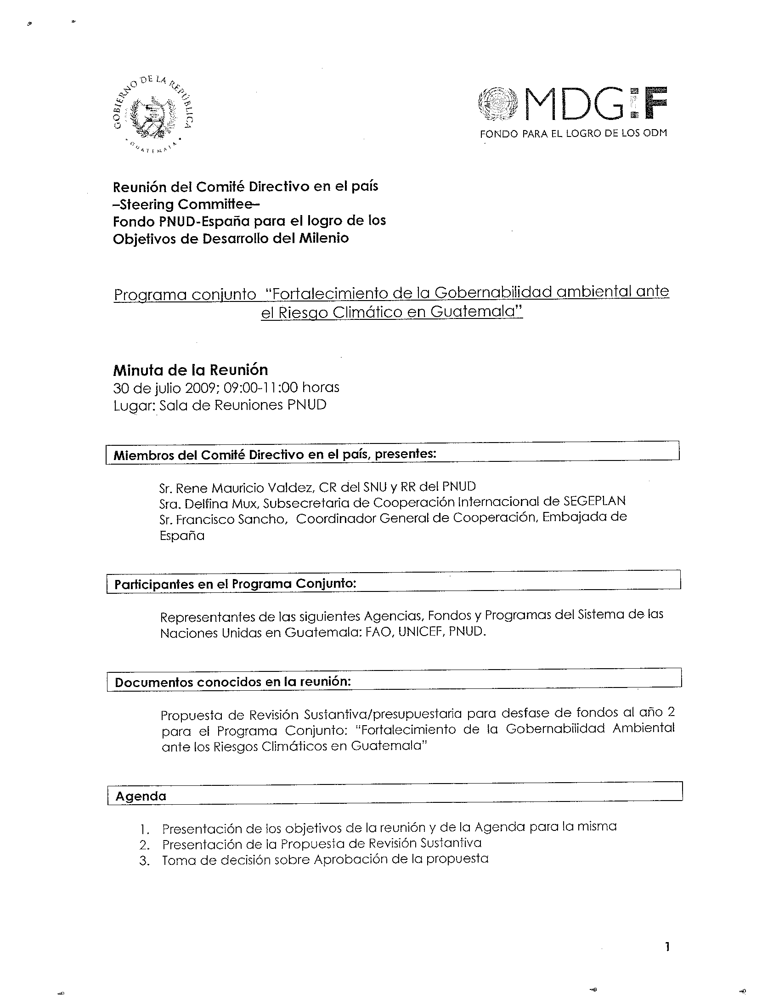 GOBIERNO DE LA REPÚBLICA
GUATEMALA
MDG:F
FONDO PARA EL LOGRO DE LOS ODM
Reunión del Comité Directivo en el país
–Steering Committee–
Fondo PNUD-España para el logro de los
Objetivos de Desarrollo del Milenio
Programa conjunto "Fortalecimiento de la Gobernabilidad ambiental ante
el Riesgo Climático en Guatemala"
Minuta de la Reunión
30 de julio 2009; 09:00-11:00 horas
Lugar: Sala de Reuniones PNUD
Miembros del Comité Directivo en el país, presentes:
Sr. Rene Mauricio Valdez, CR del SNU y RR del PNUD
Sra. Delfina Mux, Subsecretaria de Cooperación Internacional de SEGEPLAN
Sr. Francisco Sancho, Coordinador General de Cooperación, Embajada de
España
Participantes en el Programa Conjunto:
Representantes de las siguientes Agencias, Fondos y Programas del Sistema de las
Naciones Unidas en Guatemala: FAO, UNICEF, PNUD.
Documentos conocidos en la reunión:
Propuesta de Revisión Sustantiva/presupuestaria para desfase de fondos al año 2
para el Programa Conjunto: "Fortalecimiento de la Gobernabilidad Ambiental
ante los Riesgos Climáticos en Guatemala"
Agenda
1. Presentación de los objetivos de la reunión y de la Agenda para la misma
2. Presentación de la Propuesta de Revisión Sustantiva
3. Toma de decisión sobre Aprobación de la propuesta
1